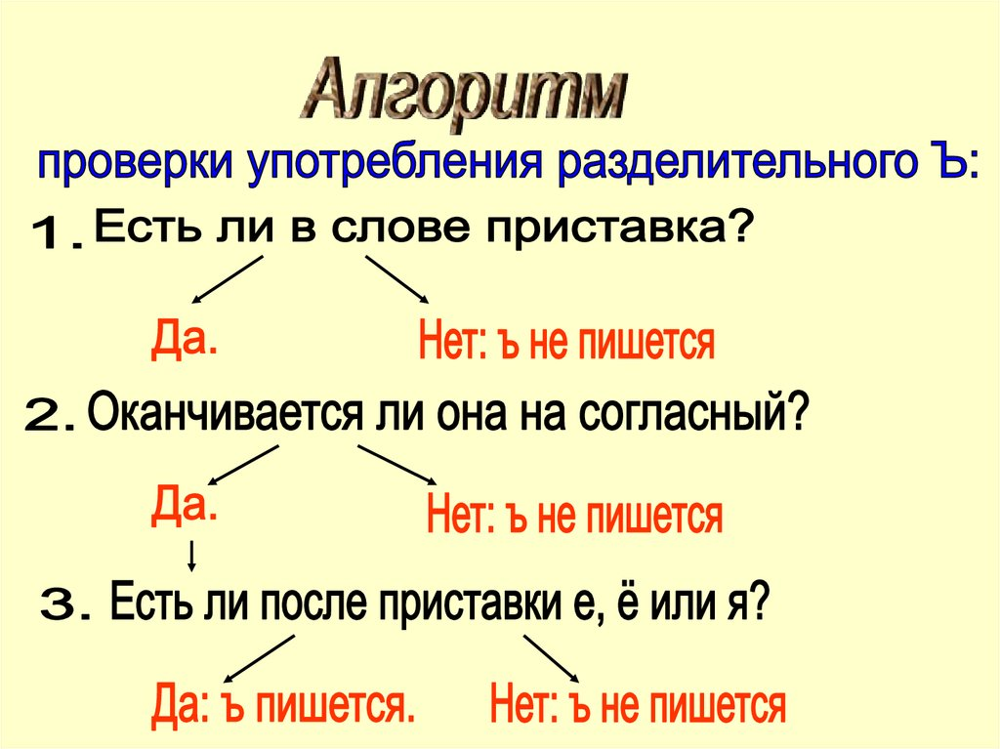 Алгоритм
проверки употребления разделительного Ъ:
1. Есть ли в слове приставка?
Да. Нет: ъ не пишется
2. Оканчивается ли она на согласный?
Да. Нет: ъ не пишется
3. Есть ли после приставки е, ё или я?
Да: ъ пишется. Нет: ъ не пишется